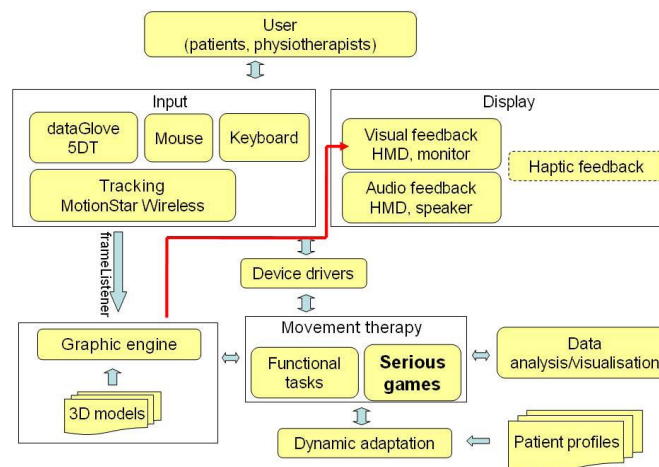 User
(patients, physiotherapists)
Input
dataGlove
5DT
Mouse
Keyboard
Tracking
MotionStar Wireless
Display
Visual feedback
HMD, monitor
Audio feedback
HMD, speaker
Haptic feedback
frameListener
Device drivers
Graphic engine
3D models
Movement therapy
Functional
tasks
Serious
games
Data
analysis/visualisation
Dynamic adaptation
Patient profiles